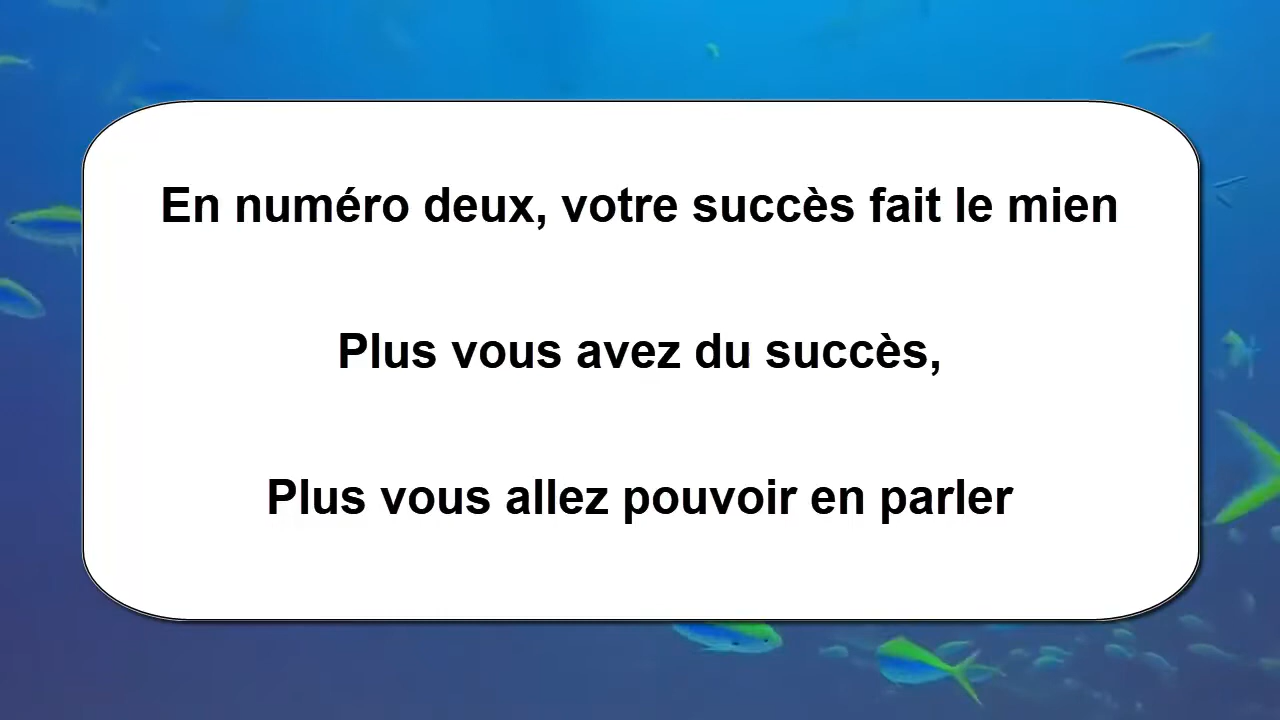 En numéro deux, votre succès fait le mien
Plus vous avez du succès,
Plus vous allez pouvoir en parler